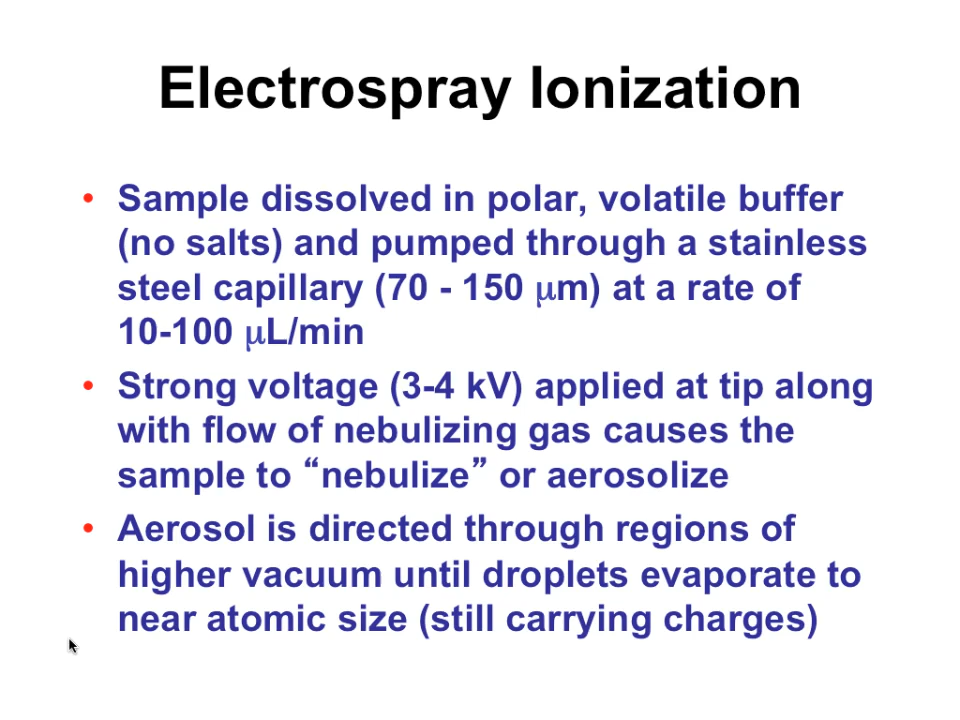 Electrospray Ionization
• Sample dissolved in polar, volatile buffer
(no salts) and pumped through a stainless
steel capillary (70 - 150 μm) at a rate of
10-100 μL/min
• Strong voltage (3-4 kV) applied at tip along
with flow of nebulizing gas causes the
sample to “nebulize” or aerosolize
• Aerosol is directed through regions of
higher vacuum until droplets evaporate to
near atomic size (still carrying charges)